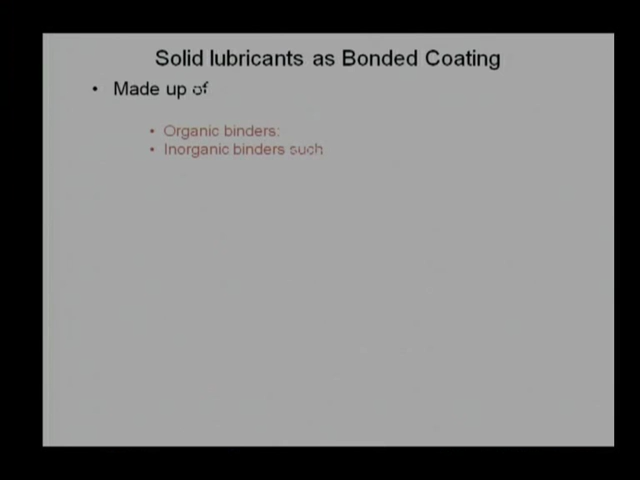 Solid lubricants as Bonded Coating
• Made up of
• Organic binders:
• Inorganic binders such